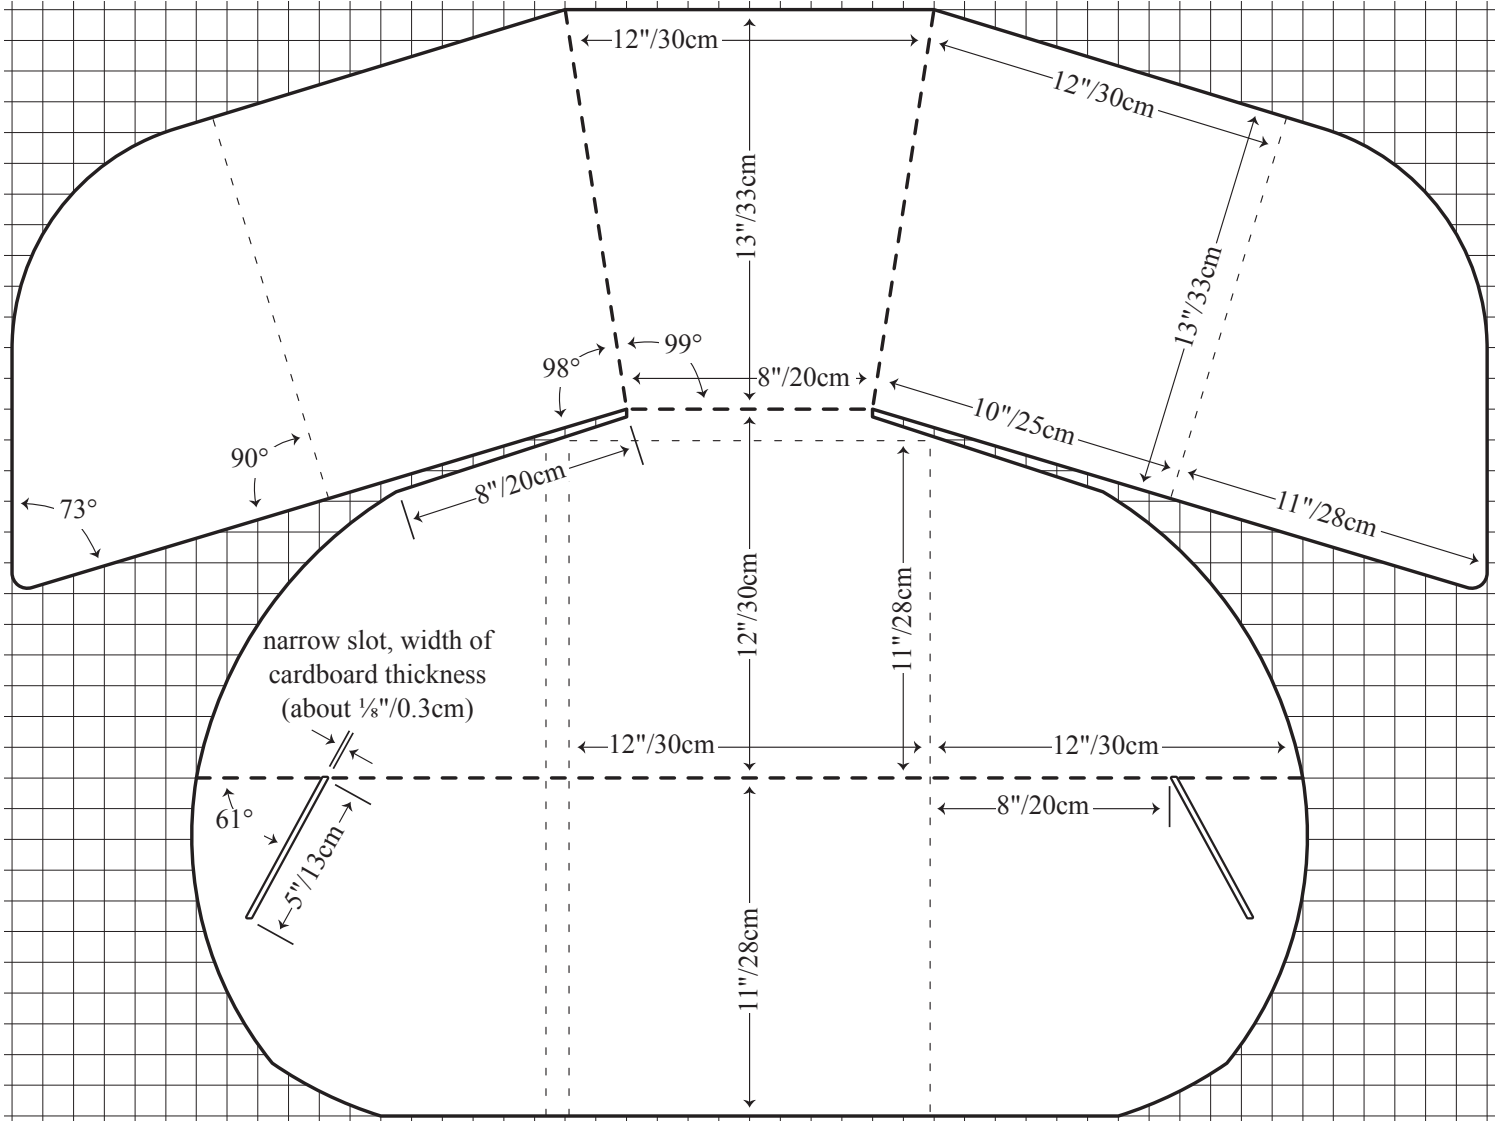 12"/30cm
12"/30cm
13"/33cm
13"/33cm
98°
99°
8"/20cm
10"/25cm
90°
8"/20cm
73°
11"/28cm
12"/30cm
11"/28cm
narrow slot, width of
cardboard thickness
(about ⅛"/0.3cm)
12"/30cm
12"/30cm
61°
8"/20cm
5"/13cm
11"/28cm